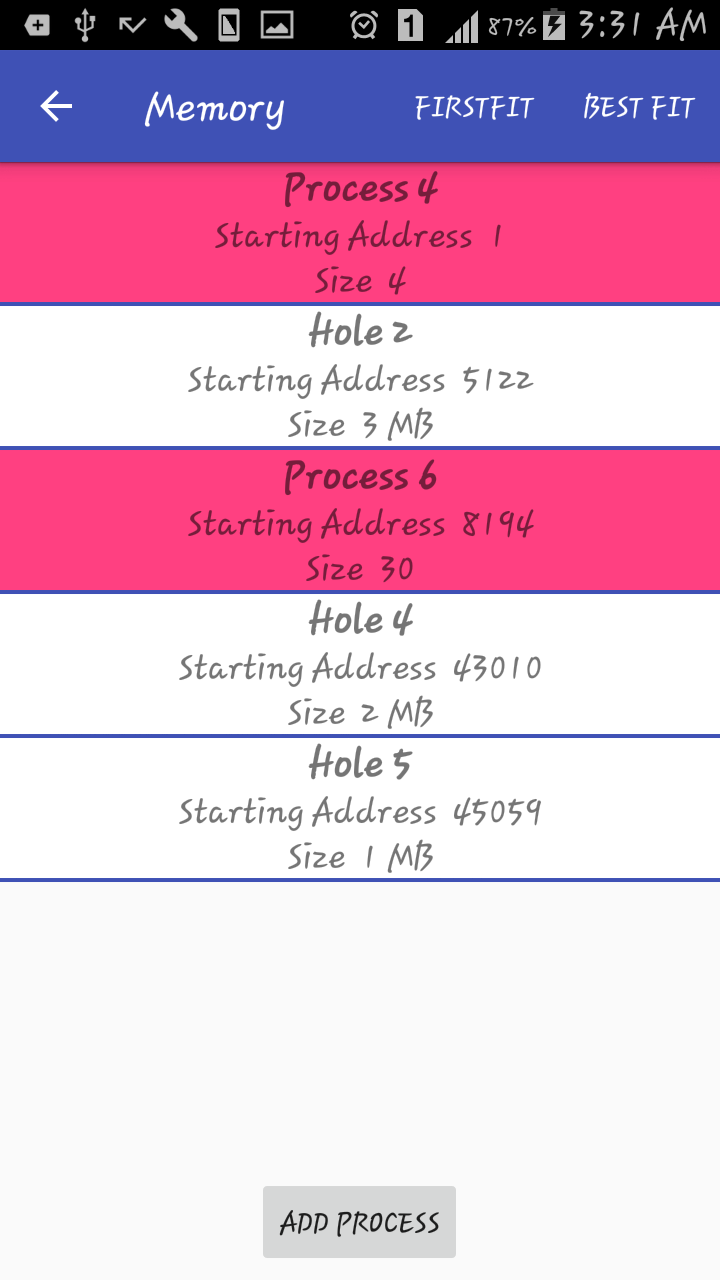 1 87% 3:31 AM
Memory FIRSTFIT BEST FIT
Process 4
Starting Address 1
Size 4
Hole 2
Starting Address 5122
Size 3 MB
Process 6
Starting Address 8194
Size 30
Hole 4
Starting Address 43010
Size 2 MB
Hole 5
Starting Address 45059
Size 1 MB
ADD PROCESS